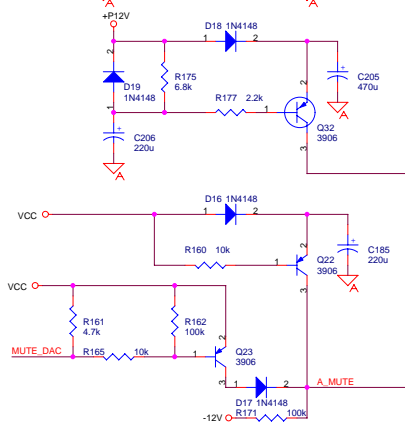 A A
+P12V
D18 1N4148
1 2
2
D19
1N4148
1
R175
6.8k
R177 2.2k
1
2
3
Q32
3906
+
C205
470u
A
+
C206
220u
A
D16 1N4148
VCC
1 2
R160 10k
1
2
3
Q22
3906
+
C185
220u
A
VCC
R161
4.7k
R162
100k
MUTE_DAC
R165 10k
1
2
3
Q23
3906
1 2
D17 1N4148
A_MUTE
-12V
R171 100k